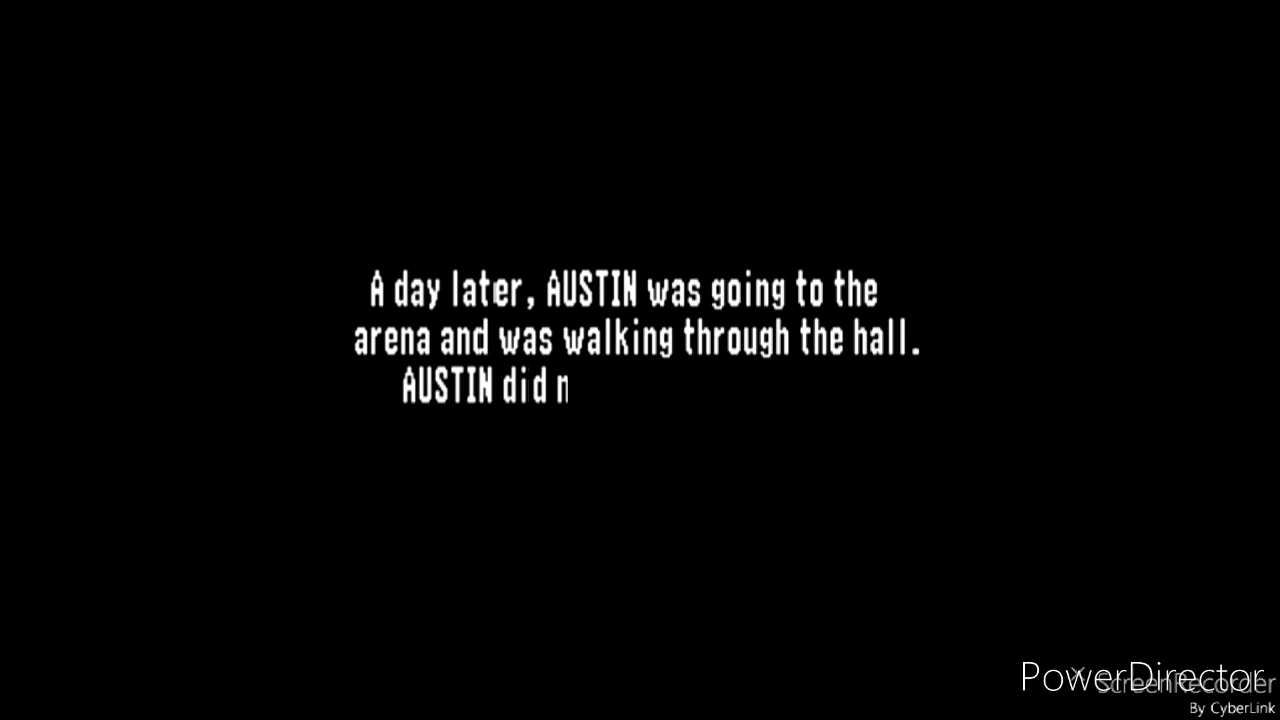 A day later, AUSTIN was going to the
arena and was walking through the hall.
AUSTIN did n
PowerDirector
ScreenRecorder
By CyberLink